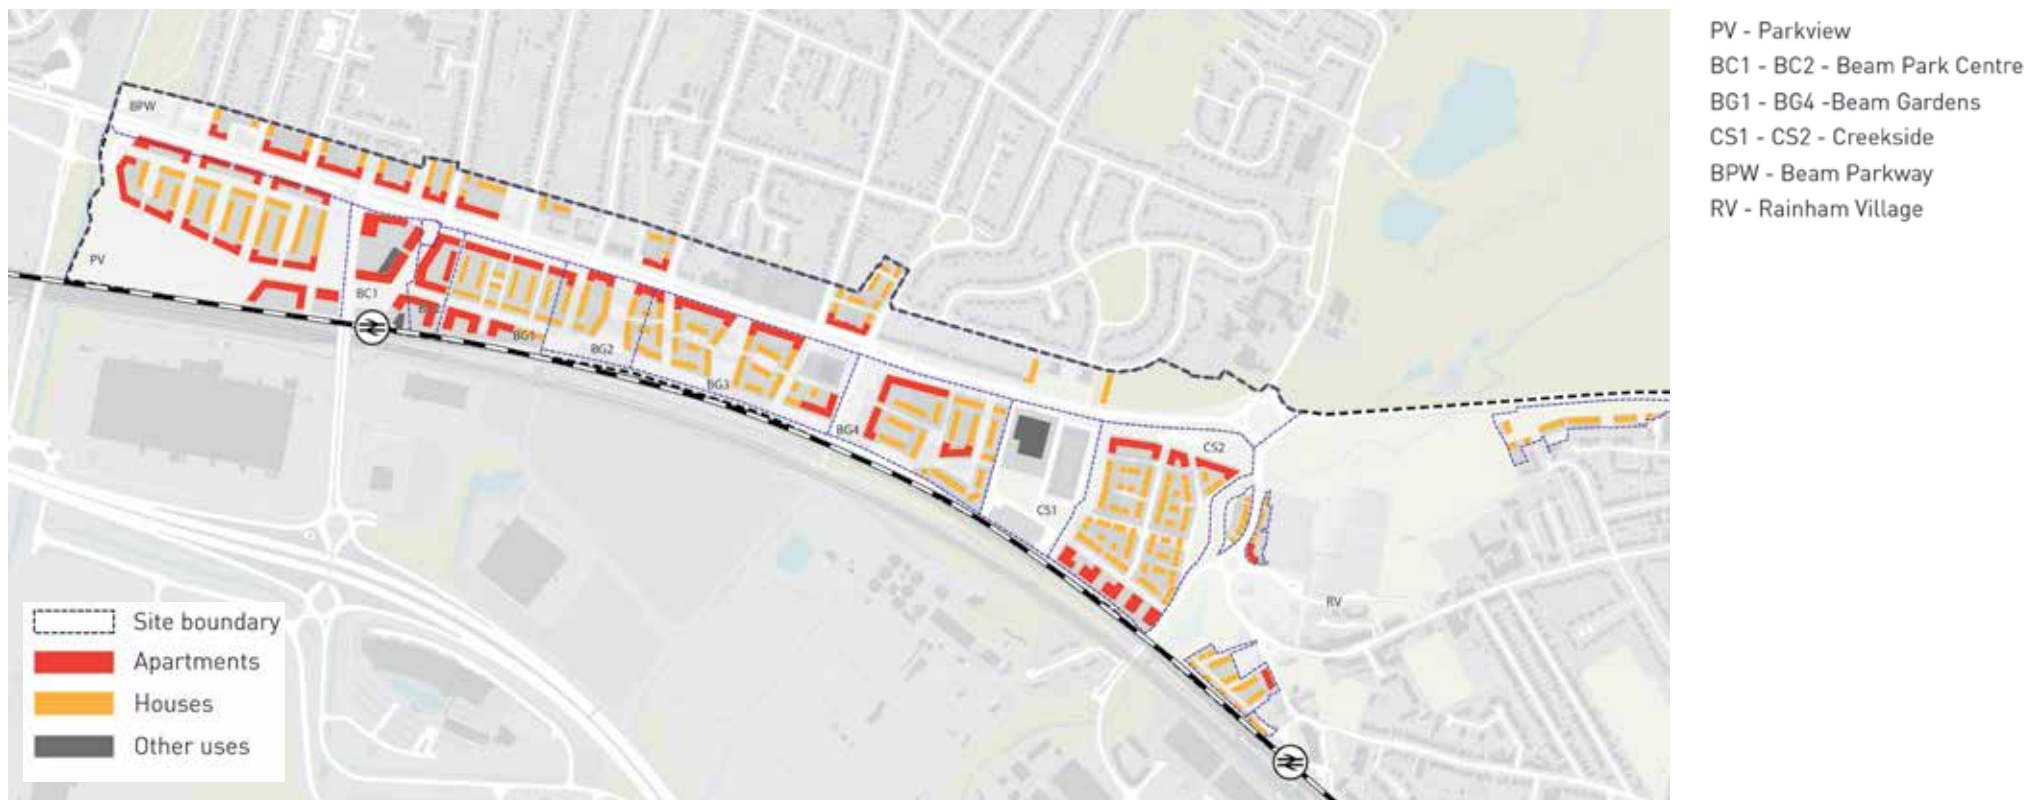 PV - Parkview
BC1 - BC2 - Beam Park Centre
BG1 - BG4 -Beam Gardens
CS1 - CS2 - Creekside
BPW - Beam Parkway
RV - Rainham Village
BPW
PV
BC1
BG1
BG2
BG3
BG4
CS1
CS2
RV
Site boundary
Apartments
Houses
Other uses